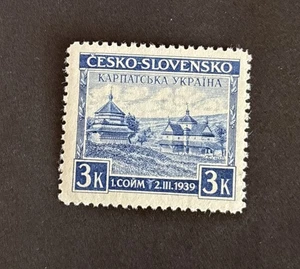 ČESKO-SLOVENSKO
КАРПАТСЬКА УКРАЇНА
1.СОЙМ 2.III.1939
3K 3K